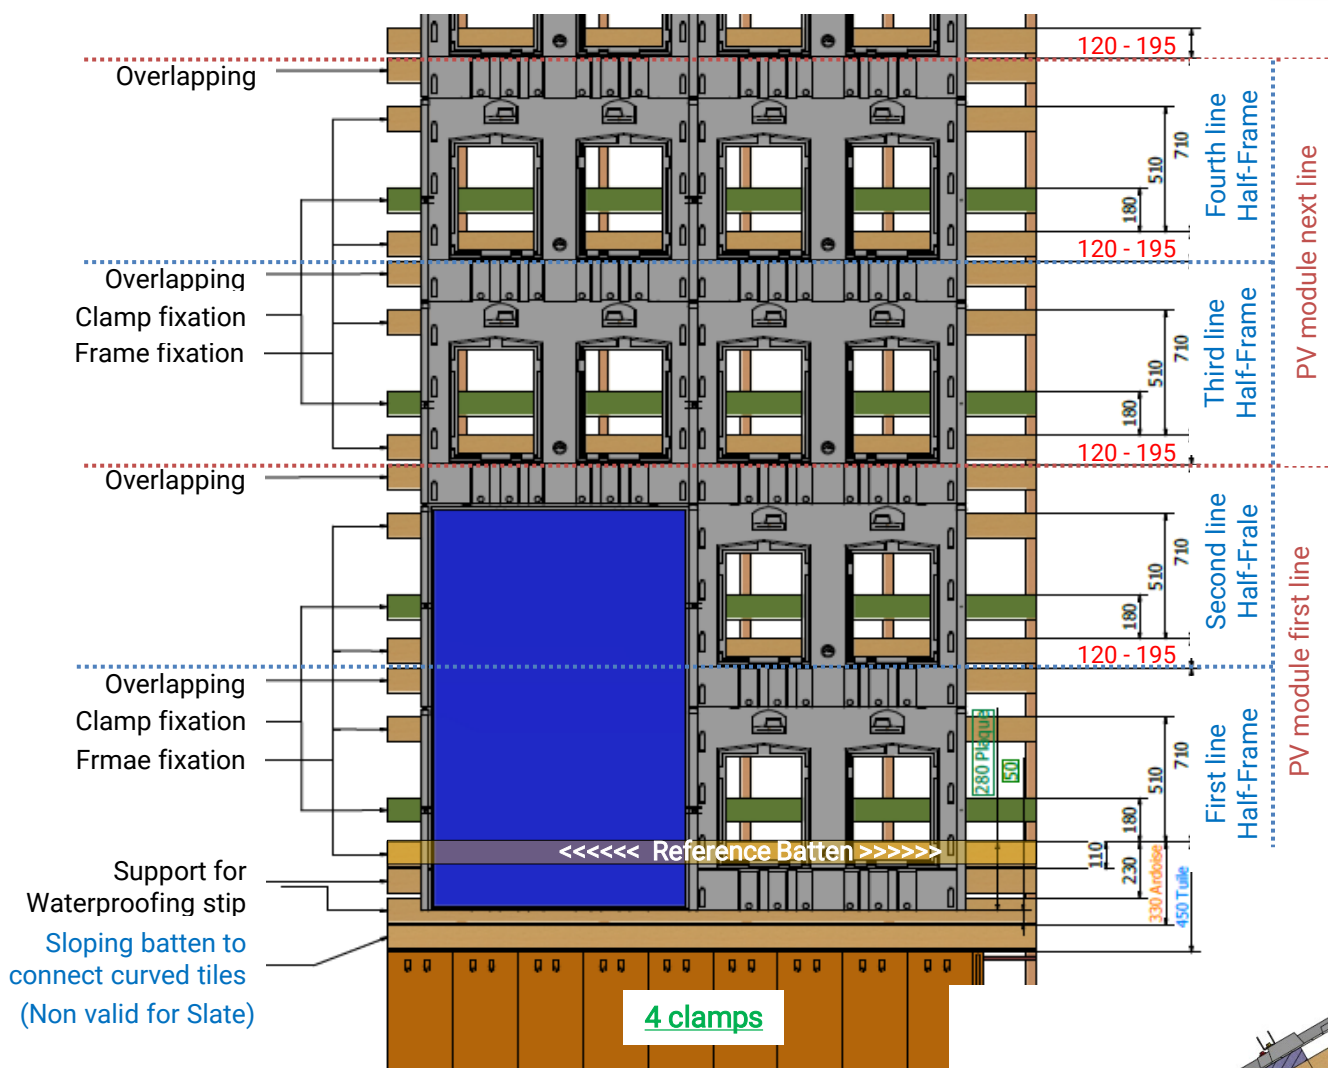 120 - 195
Overlapping
Fourth line
Half-Frame
710
510
180
120 - 195
PV module next line
Overlapping
Clamp fixation
Frame fixation
Third line
Half-Frame
710
510
180
120 - 195
Overlapping
Second line
Half-Frale
710
510
180
120 - 195
PV module first line
Overlapping
Clamp fixation
Frmae fixation
280 Plaque
50
First line
Half-Frame
710
510
180
<<<<<< Reference Batten >>>>>>
110
230
330 Ardoise
450 Tuile
Support for
Waterproofing stip
Sloping batten to
connect curved tiles
(Non valid for Slate)
4 clamps